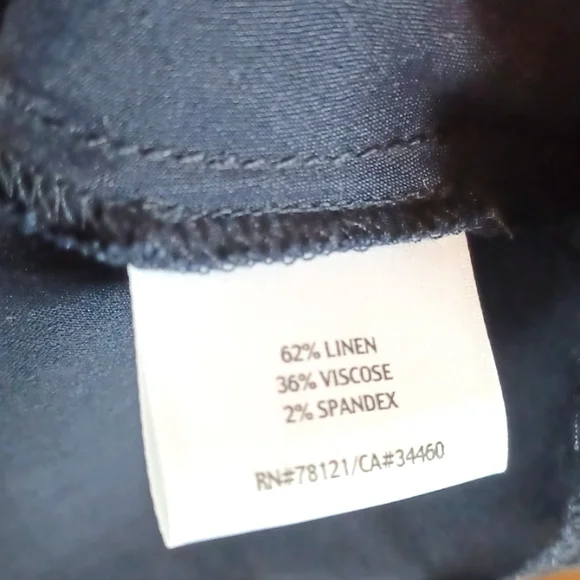 62% LINEN
36% VISCOSE
2% SPANDEX
RN#78121/CA#34460